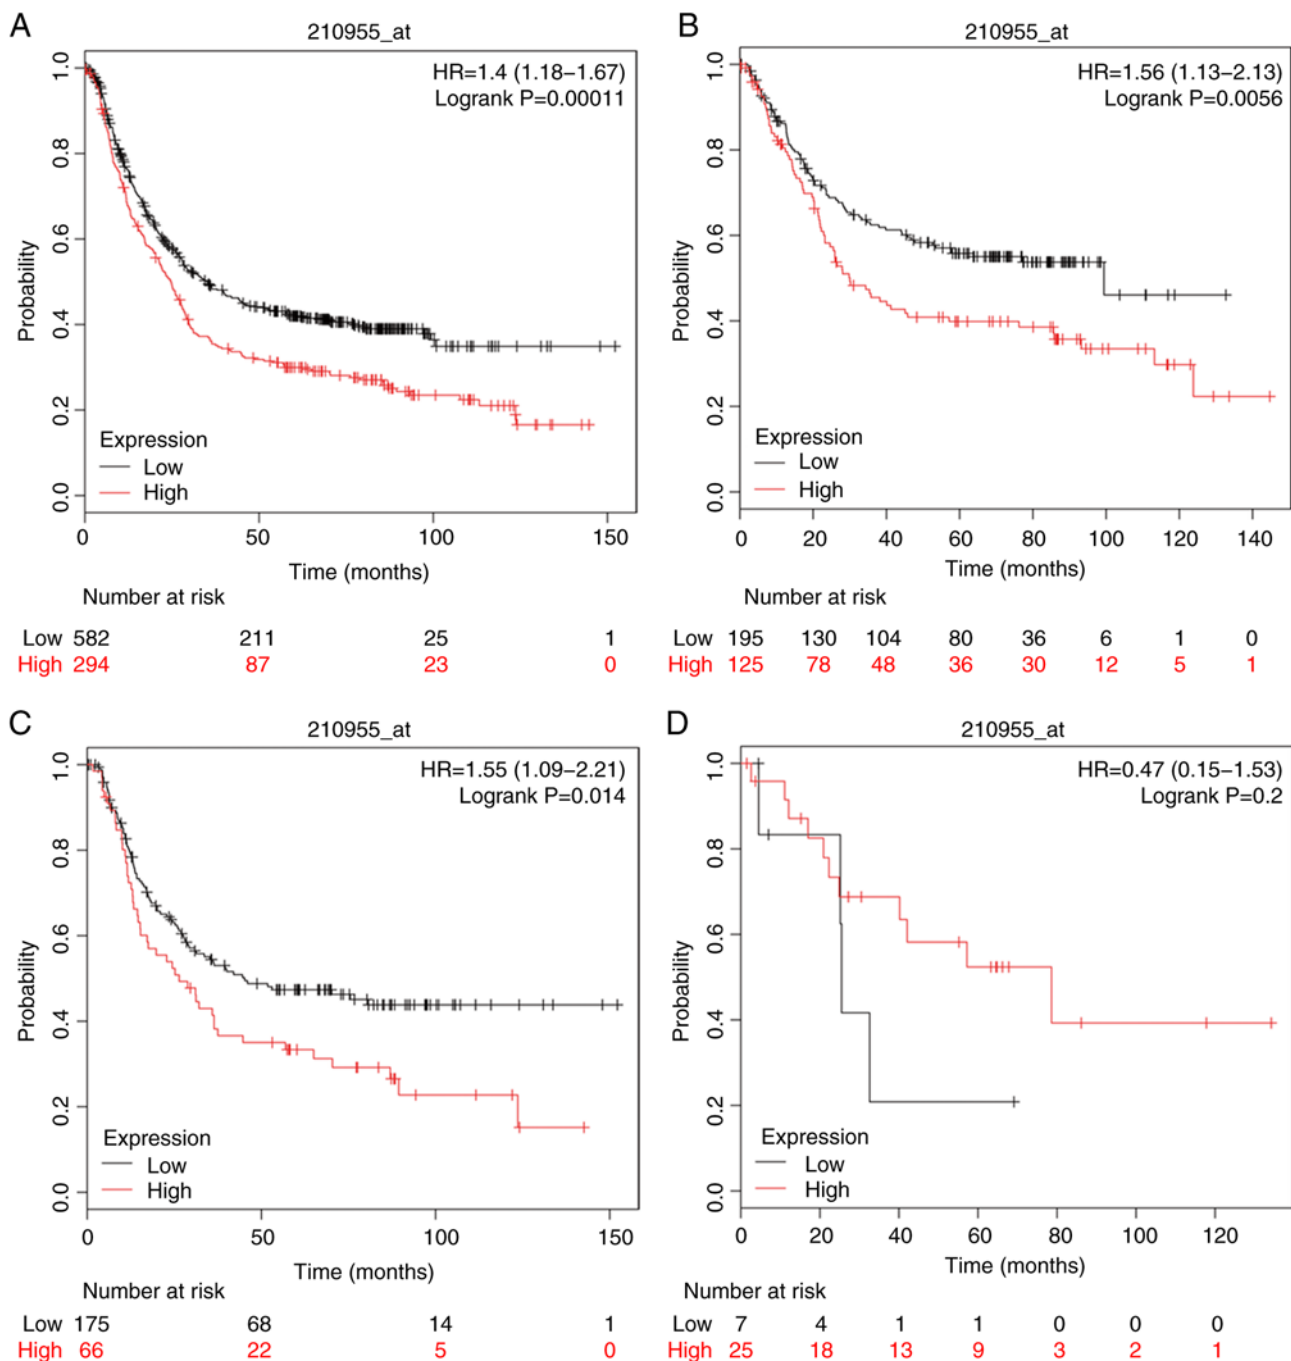 A
210955_at
HR=1.4 (1.18–1.67)
Logrank P=0.00011
1.0
0.8
0.6
0.4
0.2
0.0
Probability
Expression
Low
High
0 50 100 150
Time (months)
Number at risk
Low 582 211 25 1
High 294 87 23 0
B
210955_at
HR=1.56 (1.13–2.13)
Logrank P=0.0056
1.0
0.8
0.6
0.4
0.2
0.0
Probability
Expression
Low
High
0 20 40 60 80 100 120 140
Time (months)
Number at risk
Low 195 130 104 80 36 6 1 0
High 125 78 48 36 30 12 5 1
C
210955_at
HR=1.55 (1.09–2.21)
Logrank P=0.014
1.0
0.8
0.6
0.4
0.2
0.0
Probability
Expression
Low
High
0 50 100 150
Time (months)
Number at risk
Low 175 68 14 1
High 66 22 5 0
D
210955_at
HR=0.47 (0.15–1.53)
Logrank P=0.2
1.0
0.8
0.6
0.4
0.2
0.0
Probability
Expression
Low
High
0 20 40 60 80 100 120
Time (months)
Number at risk
Low 7 4 1 1 0 0 0
High 25 18 13 9 3 2 1